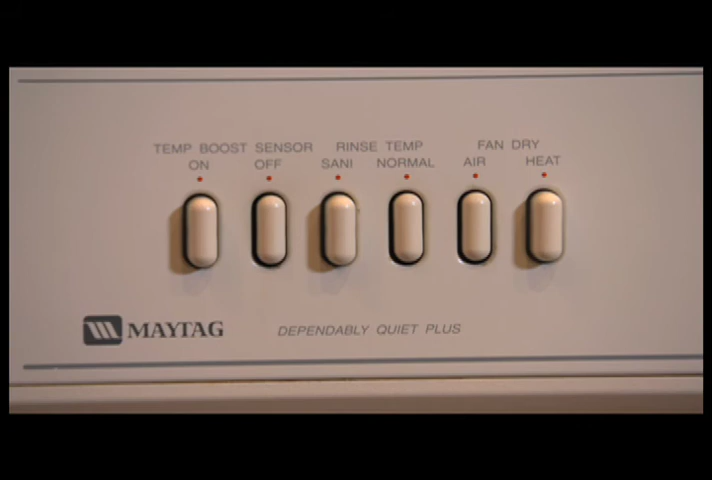 TEMP BOOST SENSOR RINSE TEMP FAN DRY
ON OFF SANI NORMAL AIR HEAT
MAYTAG DEPENDABLY QUIET PLUS